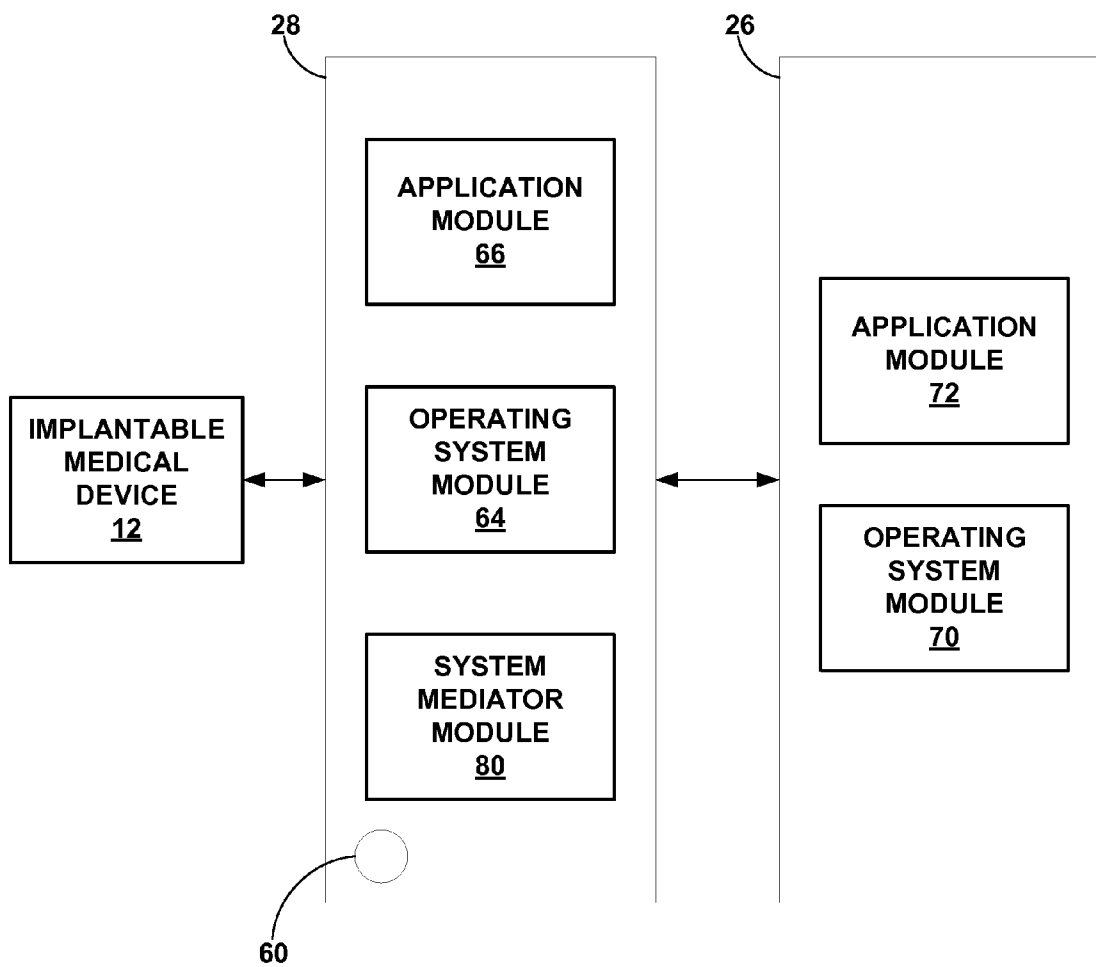 28
26
APPLICATION
MODULE
66
APPLICATION
MODULE
72
IMPLANTABLE
MEDICAL
DEVICE
12
OPERATING
SYSTEM
MODULE
64
OPERATING
SYSTEM
MODULE
70
SYSTEM
MEDIATOR
MODULE
80
60